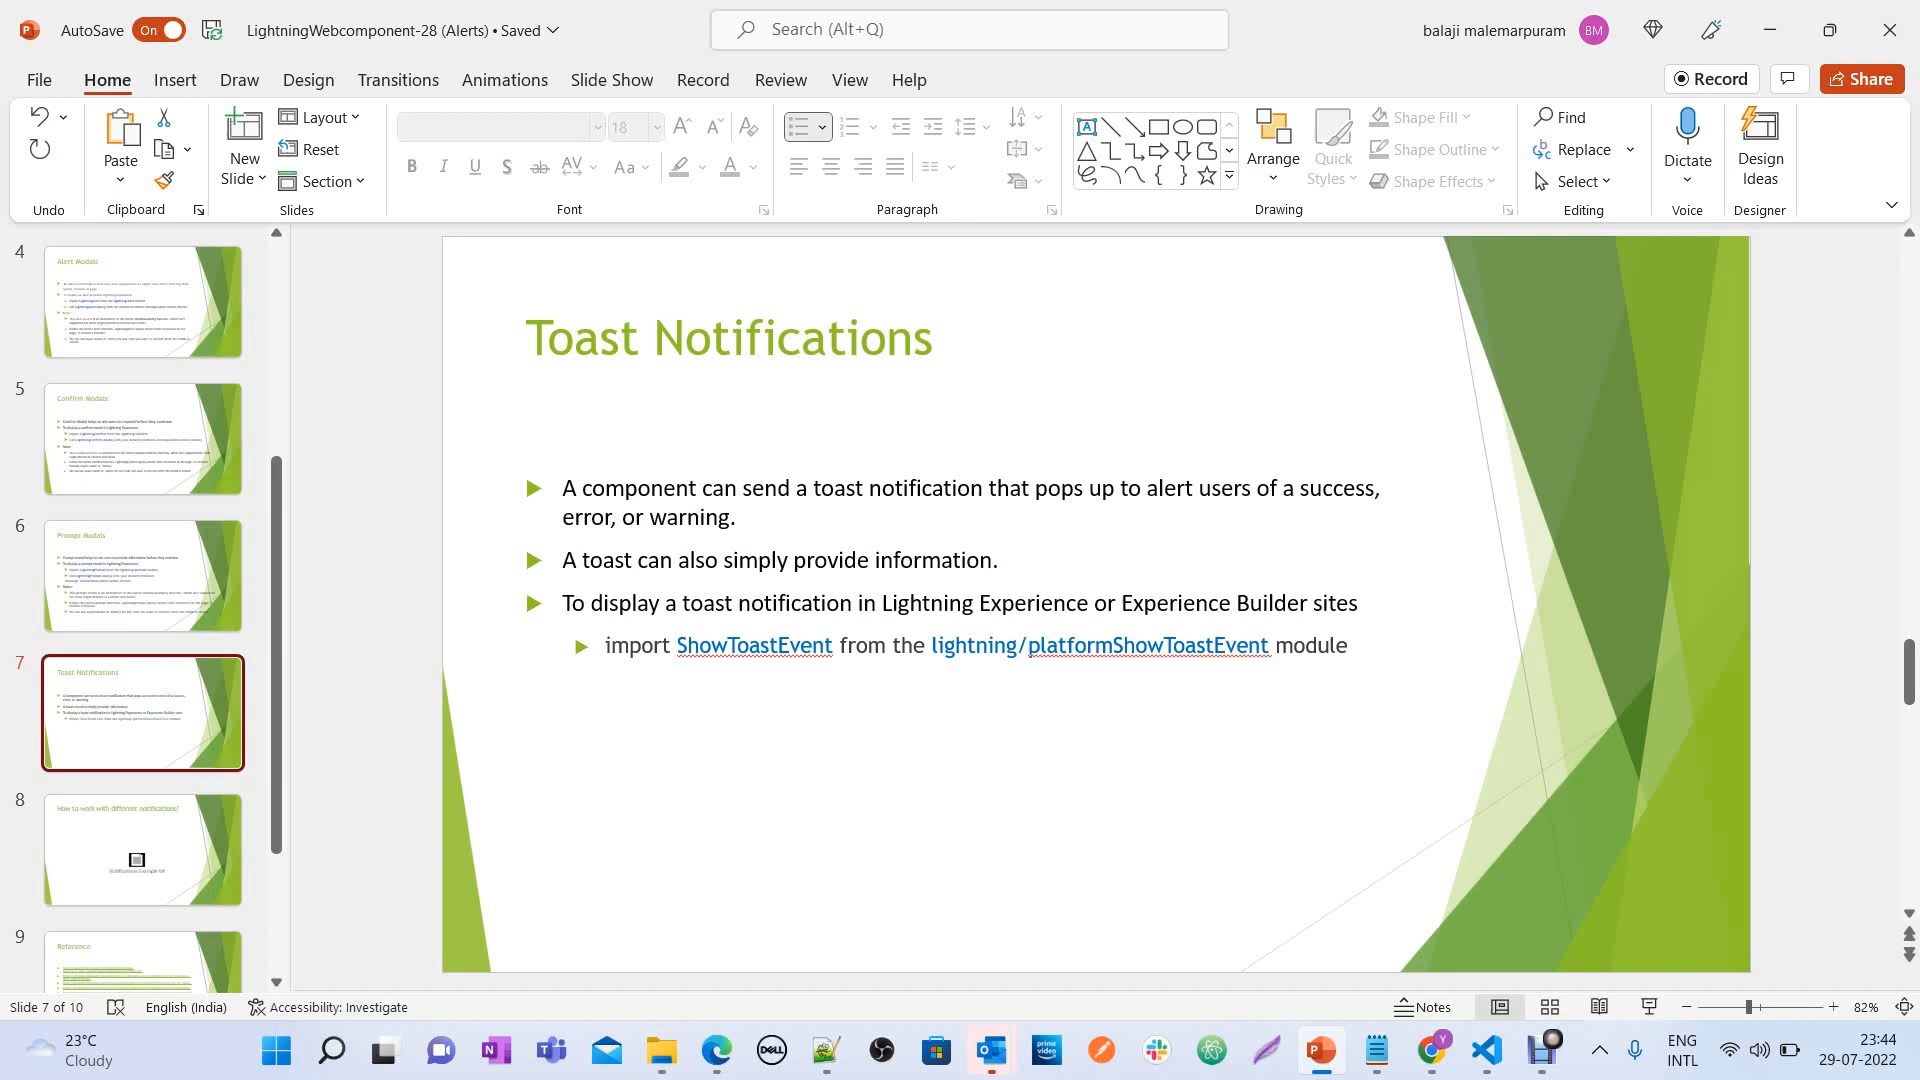 AutoSave On LightningWebcomponent-28 (Alerts) • Saved Search (Alt+Q) balaji malemarpuram BM
File Home Insert Draw Design Transitions Animations Slide Show Record Review View Help Record Share
Paste New Slide Layout Reset Section 18 Arrange Quick Styles Shape Fill Shape Outline Shape Effects Find Replace Select Dictate Design Ideas
Undo Clipboard Slides Font Paragraph Drawing Editing Voice Designer
4
Alert Modals
5
Confirm Modals
6
Prompt Modals
7
Toast Notifications
8
How to work with different notifications?
9
Reference
Toast Notifications
A component can send a toast notification that pops up to alert users of a success,
error, or warning.
A toast can also simply provide information.
To display a toast notification in Lightning Experience or Experience Builder sites
import ShowToastEvent from the lightning/platformShowToastEvent module
Slide 7 of 10 English (India) Accessibility: Investigate Notes 82%
23°C
Cloudy
ENG
INTL
23:44
29-07-2022